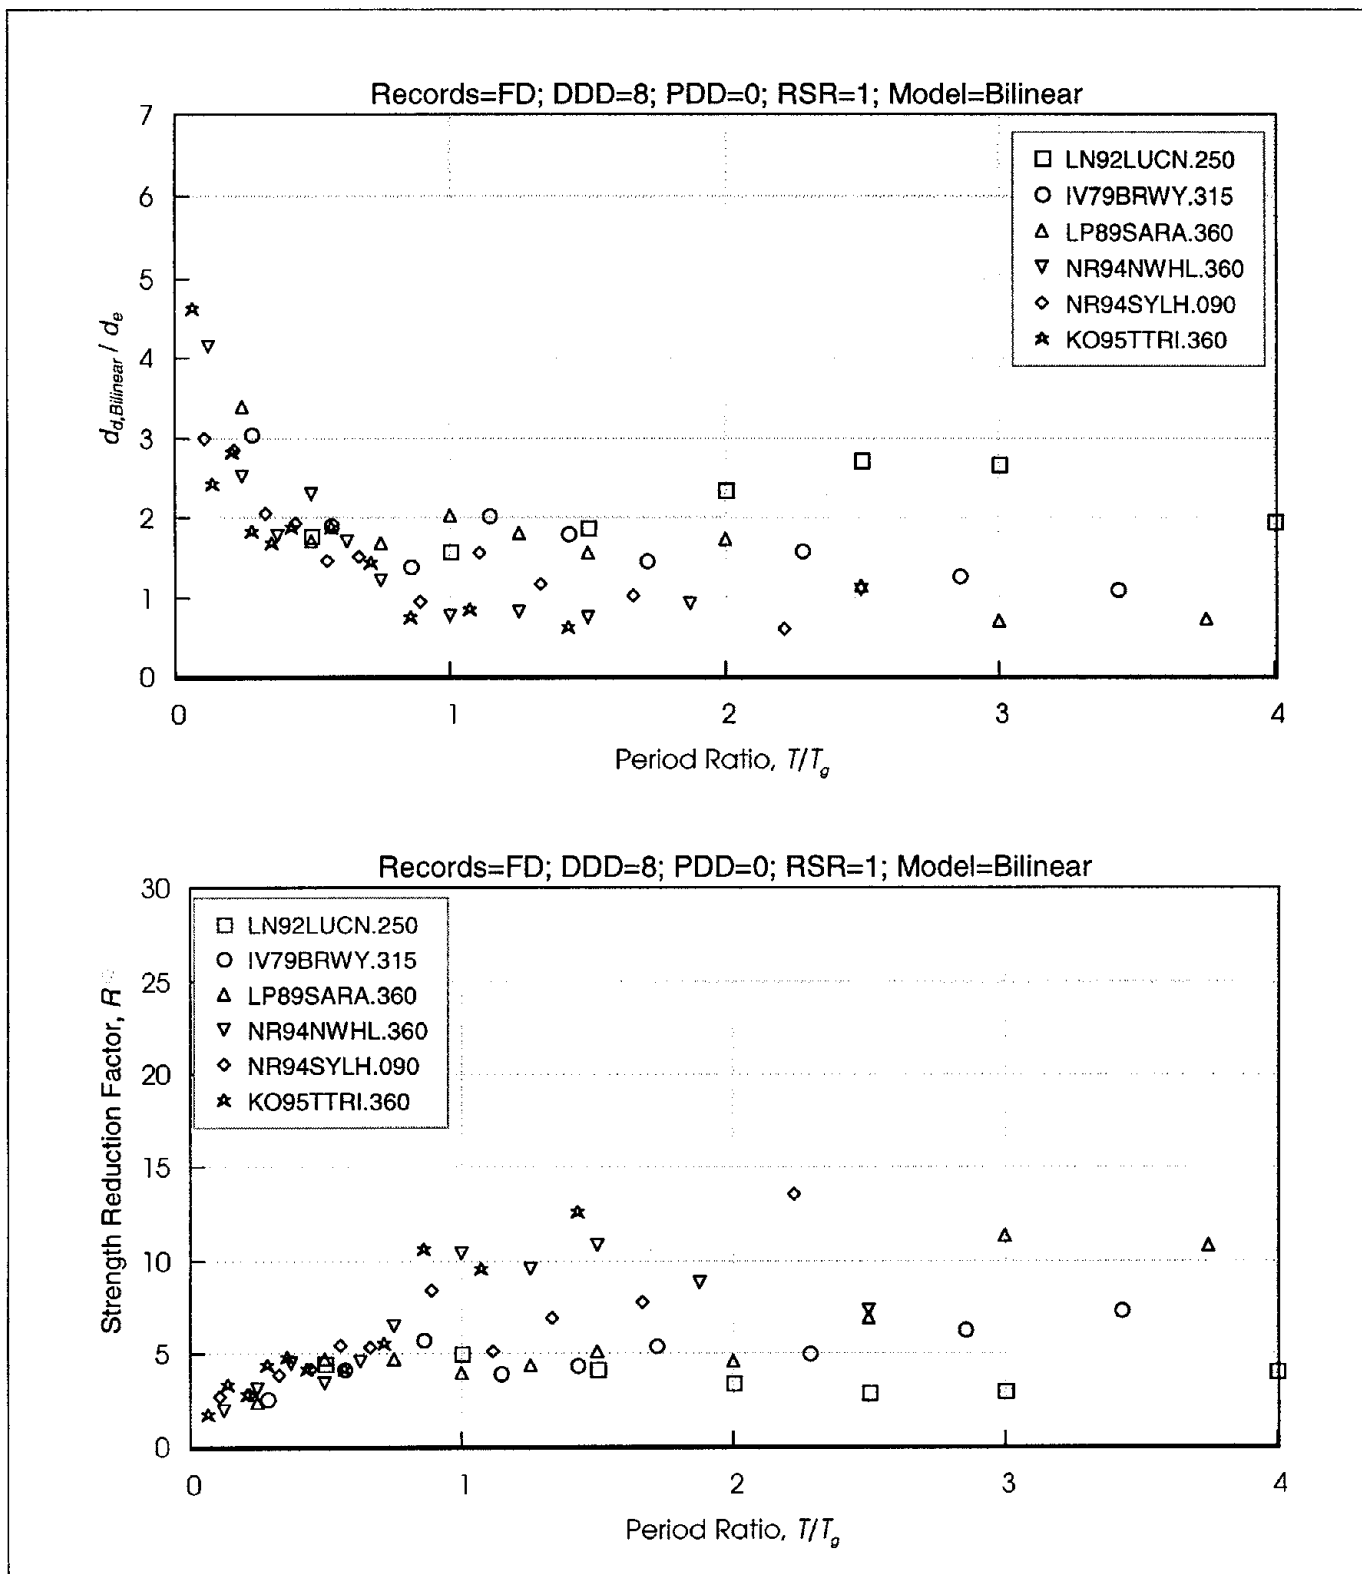 Records=FD; DDD=8; PDD=0; RSR=1; Model=Bilinear
7
6
5
4
3
2
1
0
d_d,Bilinear / d_e
LN92LUCN.250
IV79BRWY.315
LP89SARA.360
NR94NWHL.360
NR94SYLH.090
KO95TTRI.360
0 1 2 3 4
Period Ratio, T/T_g
Records=FD; DDD=8; PDD=0; RSR=1; Model=Bilinear
30
25
20
15
10
5
0
Strength Reduction Factor, R
LN92LUCN.250
IV79BRWY.315
LP89SARA.360
NR94NWHL.360
NR94SYLH.090
KO95TTRI.360
0 1 2 3 4
Period Ratio, T/T_g